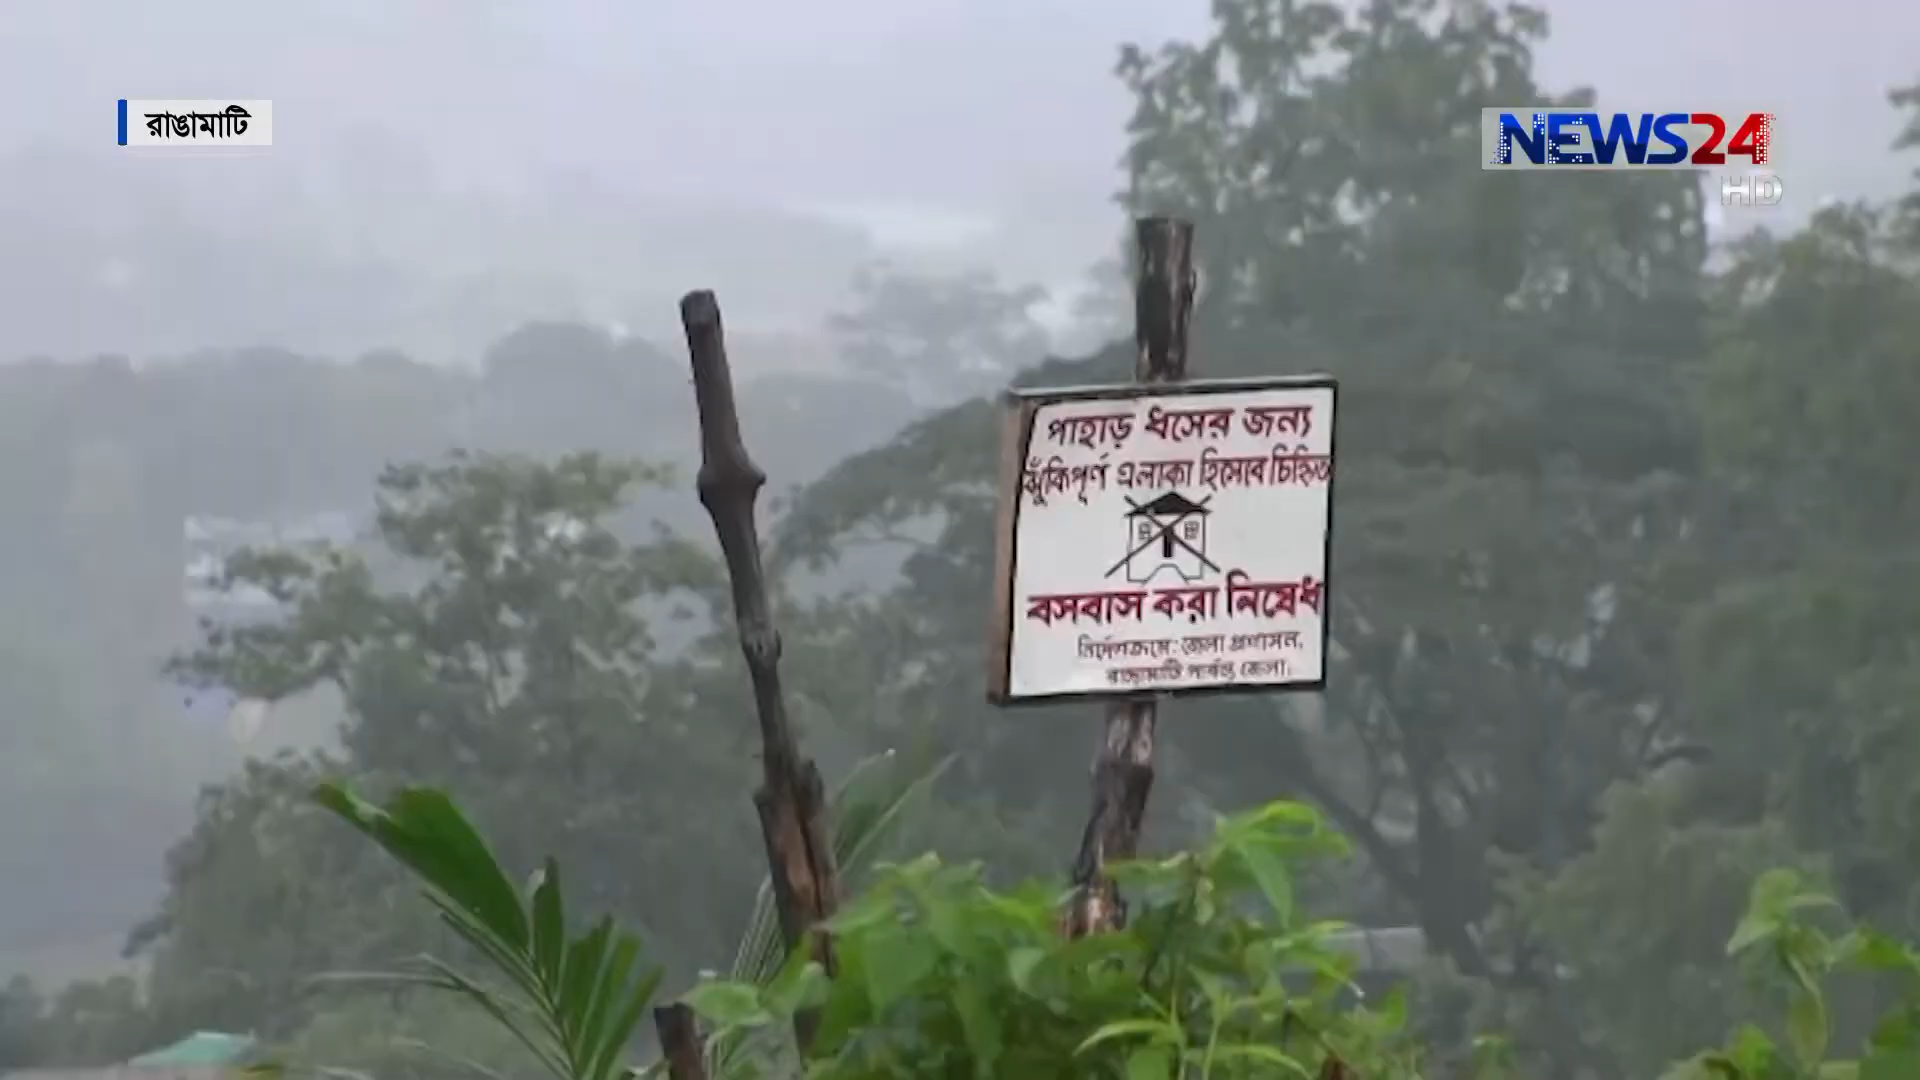 রাঙামাটি
NEWS24
HD
পাহাড় ধসের জন্য
ঝুঁকিপূর্ণ এলাকা হিসেবে চিহ্নিত
বসবাস করা নিষেধ
নির্দেশক্রমে: জেলা প্রশাসন,
রাঙ্গামাটি পার্বত্য জেলা।